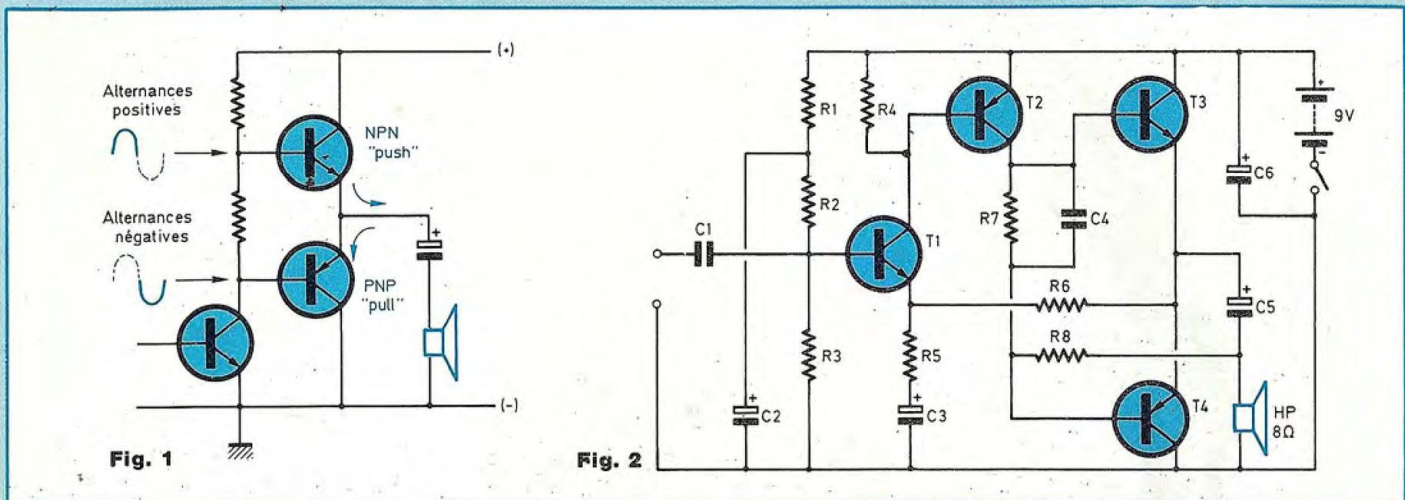 (+)
Alternances
positives
NPN
"push"
Alternances
négatives
PNP
"pull"
(-)
Fig. 1
R1
R4
T2
T3
+
9V
-
+
C6
R2
R7
C4
C1
T1
R6
+
C5
R8
R3
R5
+
C2
+
C3
T4
HP
8Ω
Fig. 2
+